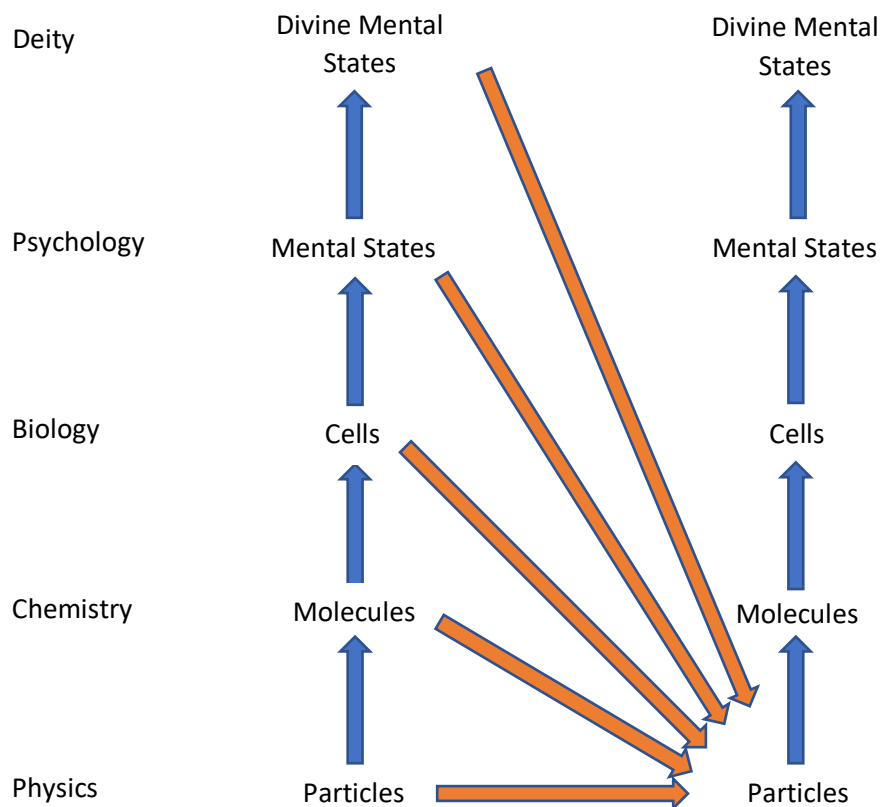 Deity
Divine Mental
States
Divine Mental
States
Psychology
Mental States
Mental States
Biology
Cells
Cells
Chemistry
Molecules
Molecules
Physics
Particles
Particles